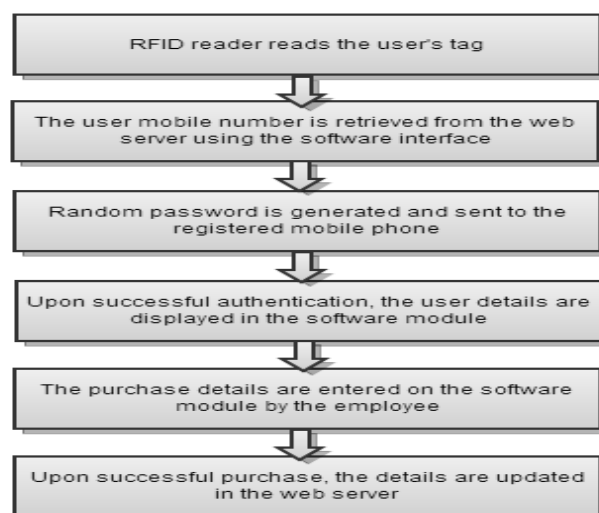 RFID reader reads the user's tag
The user mobile number is retrieved from the web
server using the software interface
Random password is generated and sent to the
registered mobile phone
Upon successful authentication, the user details are
displayed in the software module
The purchase details are entered on the software
module by the employee
Upon successful purchase, the details are updated
in the web server